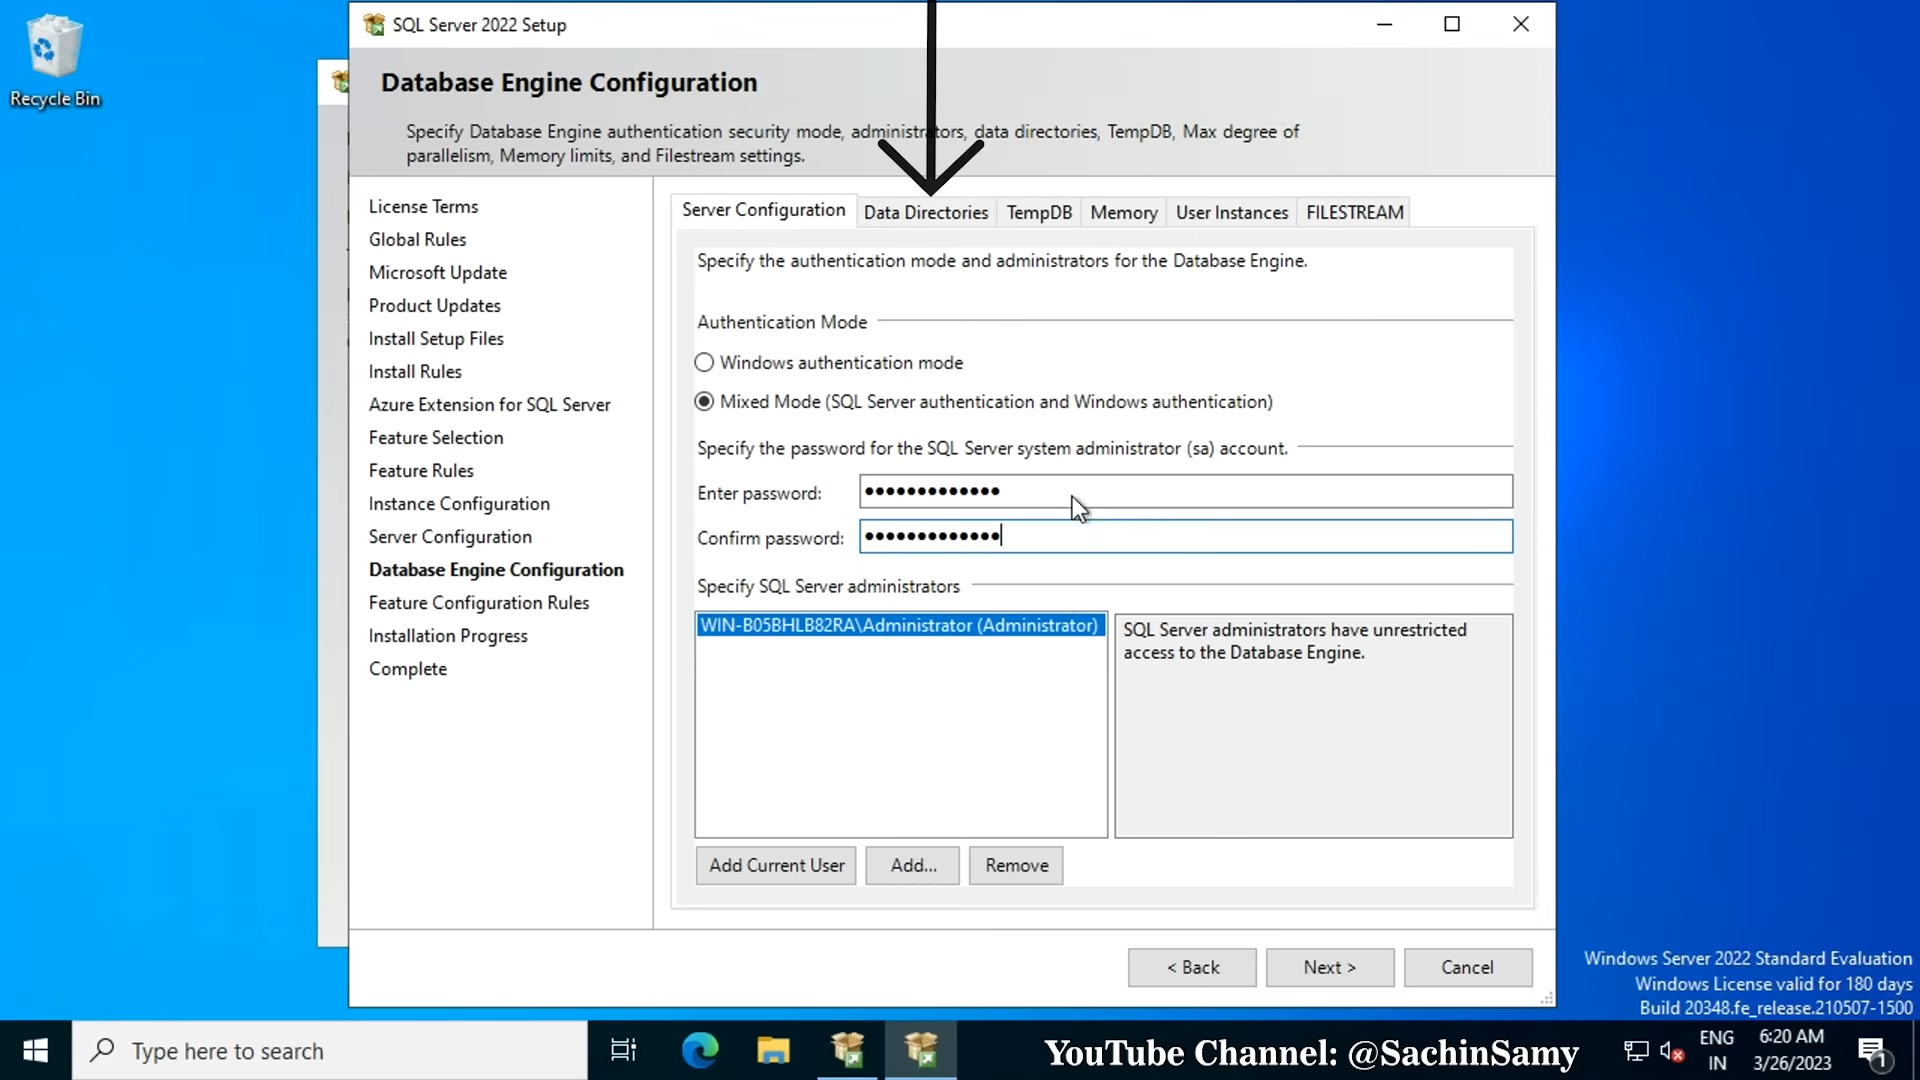 Recycle Bin
SQL Server 2022 Setup
Database Engine Configuration
Specify Database Engine authentication security mode, administrators, data directories, TempDB, Max degree of
parallelism, Memory limits, and Filestream settings.
License Terms
Global Rules
Microsoft Update
Product Updates
Install Setup Files
Install Rules
Azure Extension for SQL Server
Feature Selection
Feature Rules
Instance Configuration
Server Configuration
Database Engine Configuration
Feature Configuration Rules
Installation Progress
Complete
Server Configuration Data Directories TempDB Memory User Instances FILESTREAM
Specify the authentication mode and administrators for the Database Engine.
Authentication Mode
Windows authentication mode
Mixed Mode (SQL Server authentication and Windows authentication)
Specify the password for the SQL Server system administrator (sa) account.
Enter password: •••••••••••••
Confirm password: •••••••••••••
Specify SQL Server administrators
WIN-B05BHLB82RA\Administrator (Administrator)
SQL Server administrators have unrestricted
access to the Database Engine.
Add Current User Add... Remove
< Back Next > Cancel
Windows Server 2022 Standard Evaluation
Windows License valid for 180 days
Build 20348.fe_release.210507-1500
Type here to search
YouTube Channel: @SachinSamy
ENG
IN
6:20 AM
3/26/2023
1